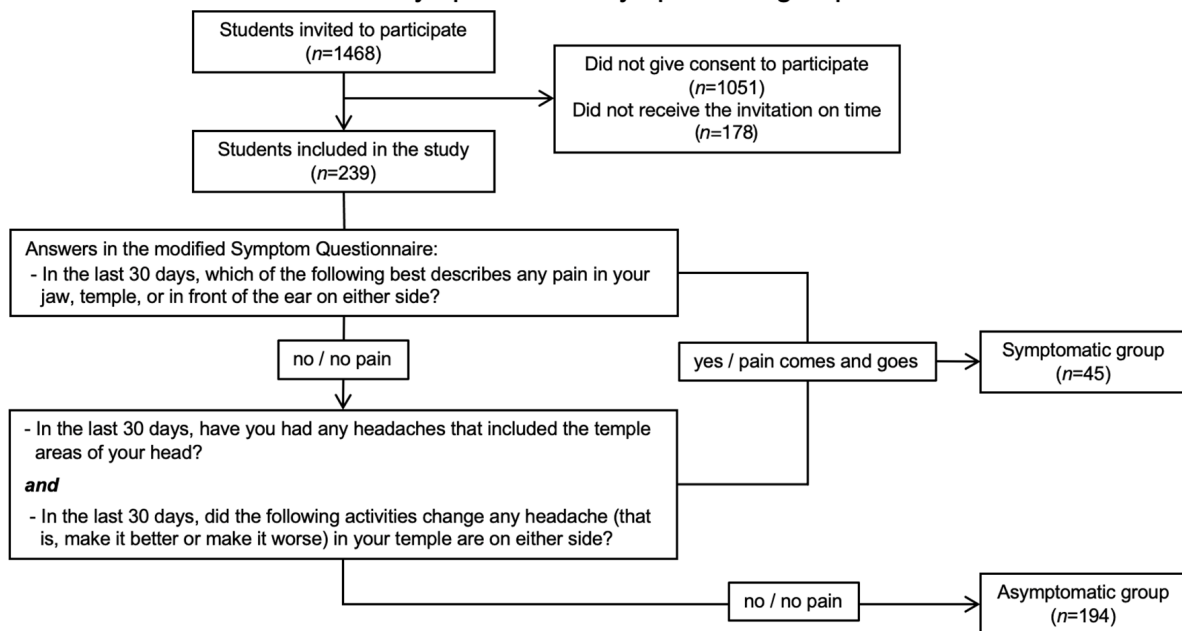 Students invited to participate
(n=1468)
Did not give consent to participate
(n=1051)
Did not receive the invitation on time
(n=178)
Students included in the study
(n=239)
Answers in the modified Symptom Questionnaire:
- In the last 30 days, which of the following best describes any pain in your
jaw, temple, or in front of the ear on either side?
no / no pain
yes / pain comes and goes
Symptomatic group
(n=45)
- In the last 30 days, have you had any headaches that included the temple
areas of your head?
and
- In the last 30 days, did the following activities change any headache (that
is, make it better or make it worse) in your temple are on either side?
no / no pain
Asymptomatic group
(n=194)